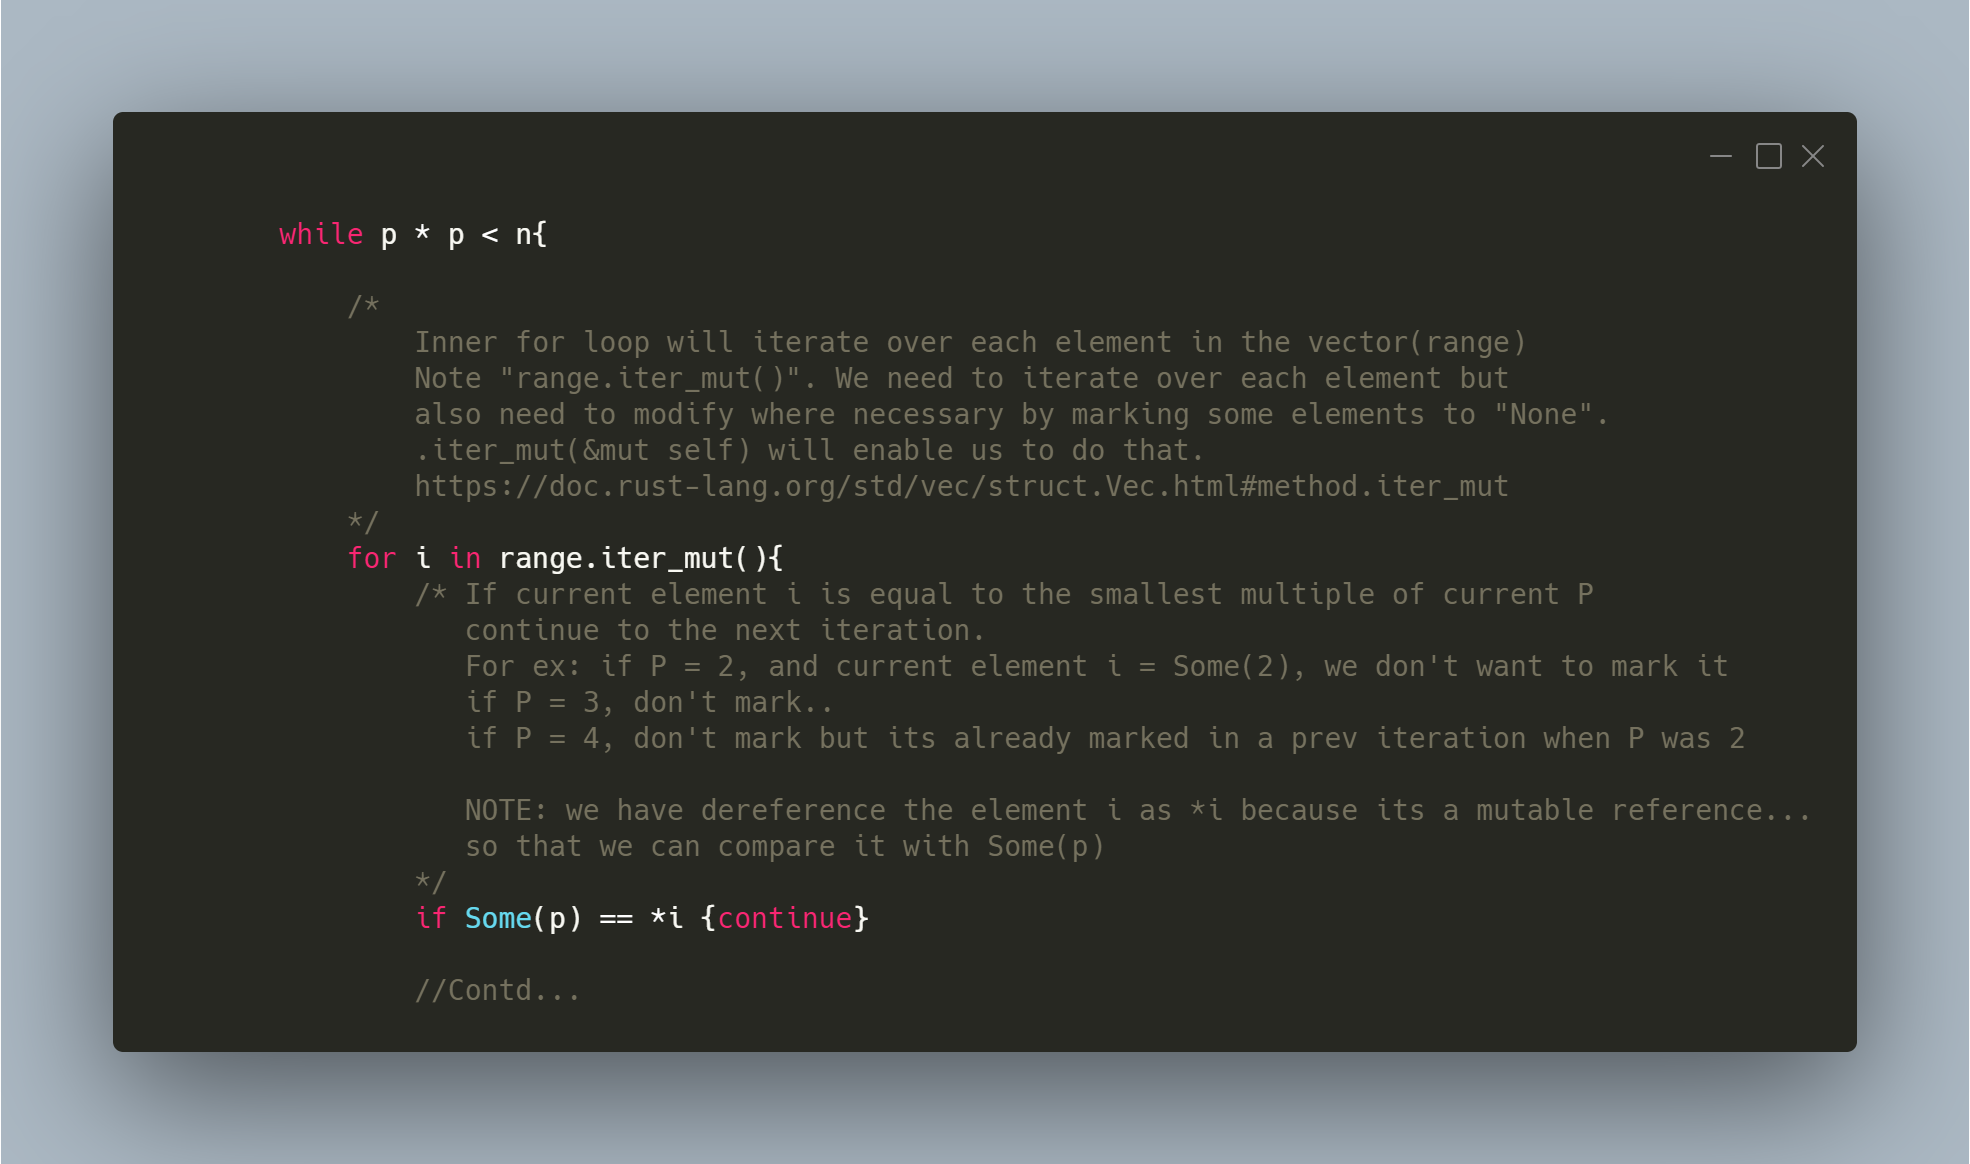 while p * p < n{
/*
Inner for loop will iterate over each element in the vector(range)
Note "range.iter_mut()". We need to iterate over each element but
also need to modify where necessary by marking some elements to "None".
.iter_mut(&mut self) will enable us to do that.
https://doc.rust-lang.org/std/vec/struct.Vec.html#method.iter_mut
*/
for i in range.iter_mut(){
/* If current element i is equal to the smallest multiple of current P
continue to the next iteration.
For ex: if P = 2, and current element i = Some(2), we don't want to mark it
if P = 3, don't mark..
if P = 4, don't mark but its already marked in a prev iteration when P was 2
NOTE: we have dereference the element i as *i because its a mutable reference...
so that we can compare it with Some(p)
*/
if Some(p) == *i {continue}
//Contd...